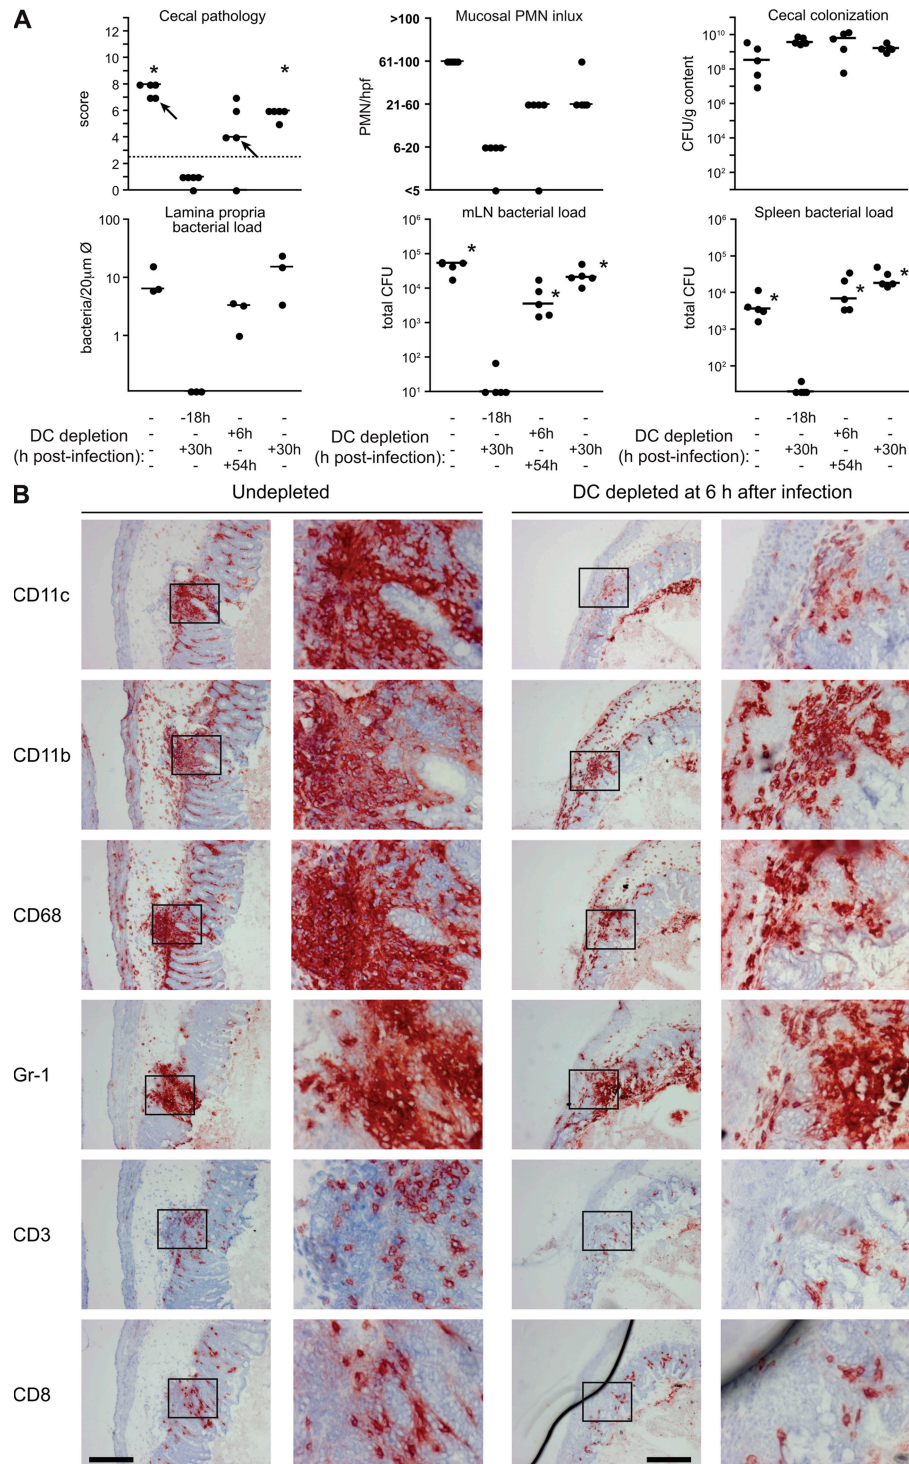 A
Cecal pathology
Mucosal PMN inlux
Cecal colonization
12
10
8
6
4
2
0
score
* *
>100
61-100
21-60
6-20
<5
PMN/hpf
10¹⁰
10⁸
10⁶
10⁴
10²
CFU/g content
Lamina propria
bacterial load
mLN bacterial load
Spleen bacterial load
100
10
1
bacteria/20µm Ø
10⁶
10⁵
10⁴
10³
10²
10¹
total CFU
* * *
10⁶
10⁵
10⁴
10³
10²
total CFU
* * *
- -18h - - - -18h - - - -18h - -
DC depletion - - +6h - DC depletion - - +6h - DC depletion - - +6h -
(h post-infection): - +30h - +30h (h post-infection): - +30h - +30h (h post-infection): - +30h - +30h
- - +54h - - - +54h - - - +54h -
B
Undepleted
DC depleted at 6 h after infection
CD11c
CD11b
CD68
Gr-1
CD3
CD8